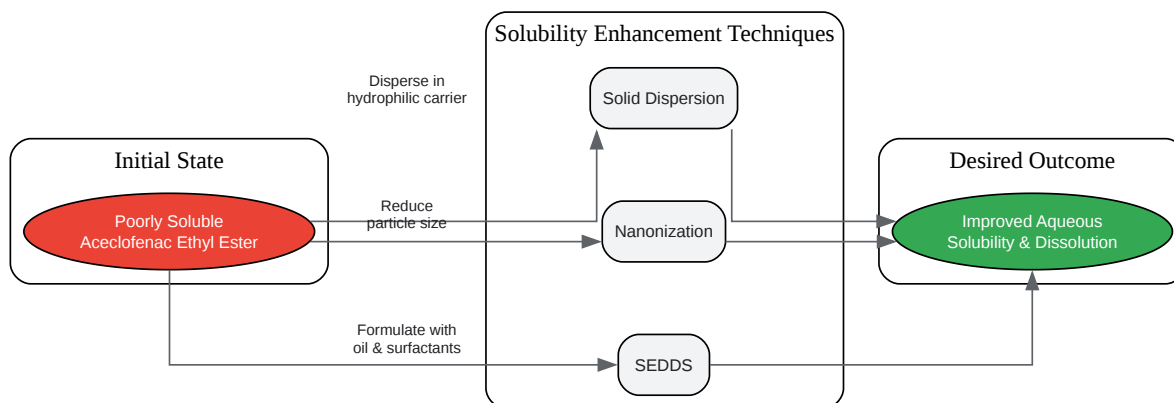 Solubility Enhancement Techniques
Disperse in
hydrophilic carrier
Solid Dispersion
Initial State
Desired Outcome
Poorly Soluble
Aceclofenac Ethyl Ester
Reduce
particle size
Nanonization
Improved Aqueous
Solubility & Dissolution
Formulate with
oil & surfactants
SEDDS